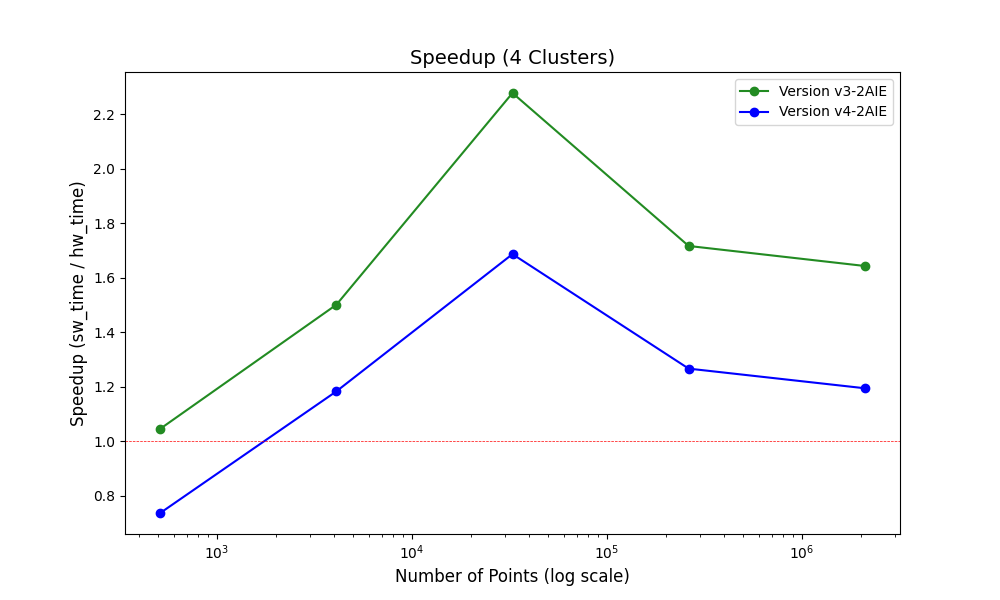 Speedup (4 Clusters)
Version v3-2AIE
Version v4-2AIE
Speedup (sw_time / hw_time)
2.2
2.0
1.8
1.6
1.4
1.2
1.0
0.8
10³ 10⁴ 10⁵ 10⁶
Number of Points (log scale)